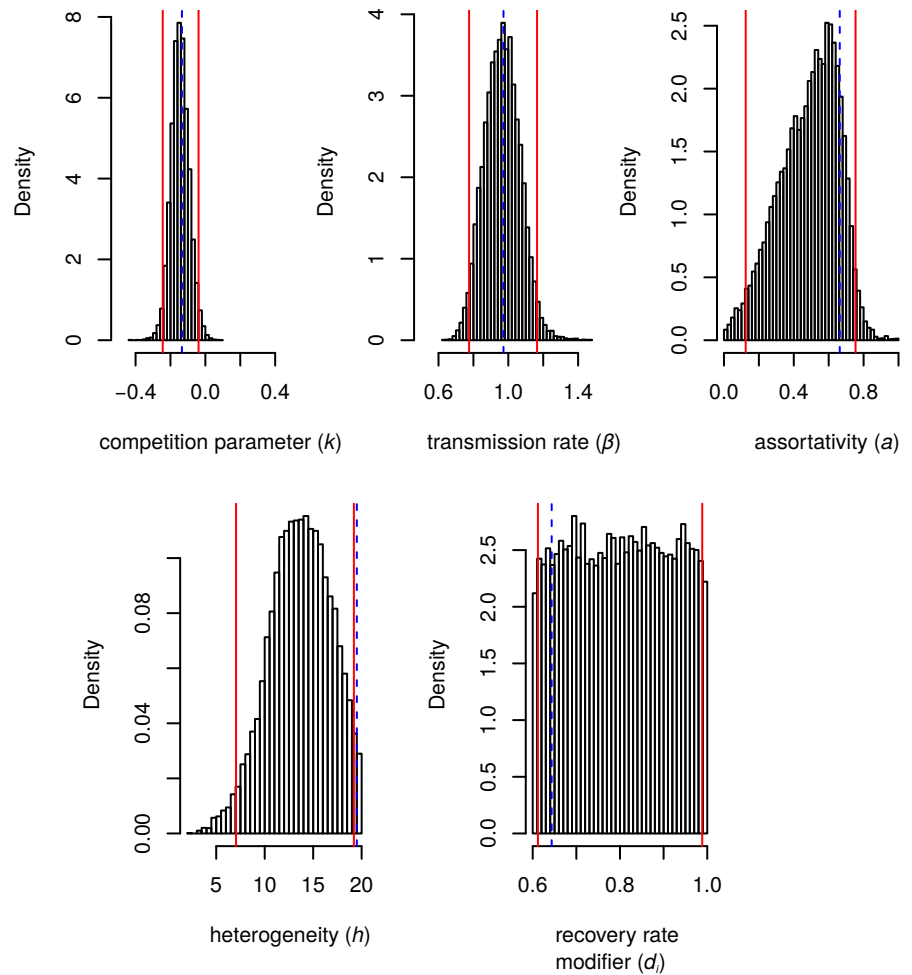 Density
0 2 4 6 8
−0.4 0.0 0.4
competition parameter (k)
Density
0 1 2 3 4
0.6 1.0 1.4
transmission rate (β)
Density
0.0 0.5 1.0 1.5 2.0 2.5
0.0 0.4 0.8
assortativity (a)
Density
0.00 0.04 0.08
5 10 15 20
heterogeneity (h)
Density
0.0 0.5 1.0 1.5 2.0 2.5
0.6 0.8 1.0
recovery rate
modifier (di)